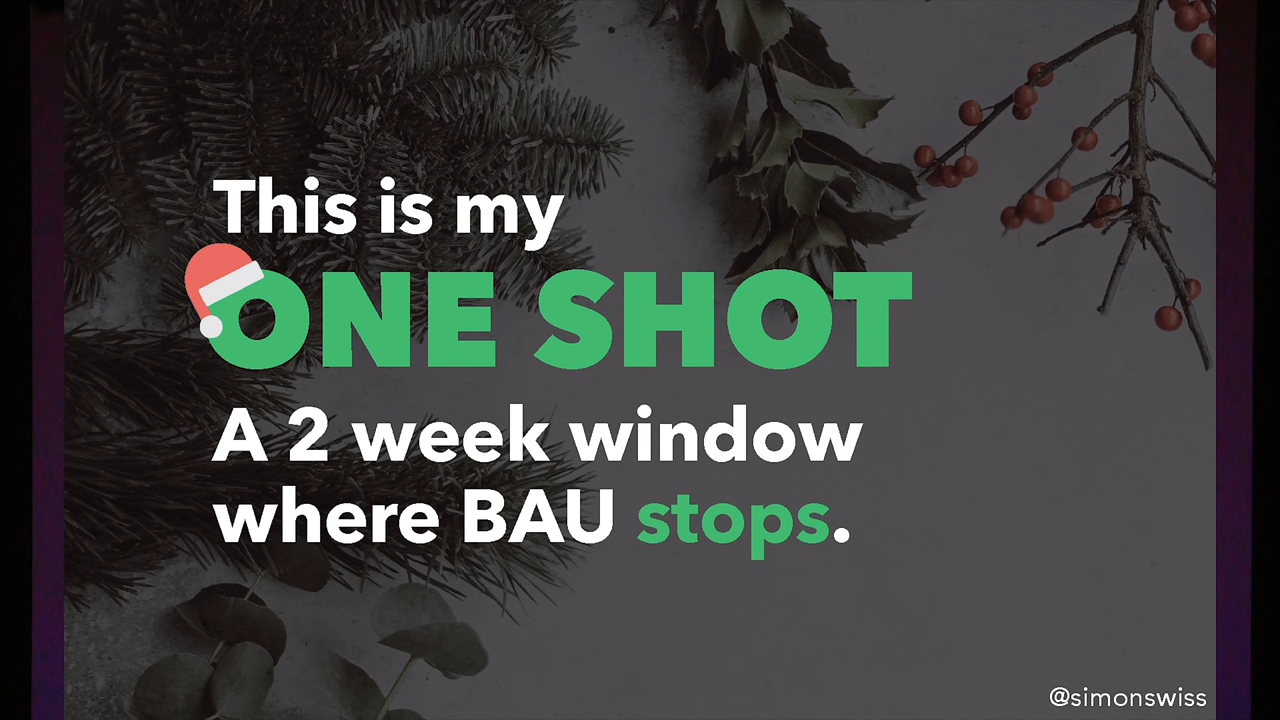 This is my
ONE SHOT
A 2 week window
where BAU stops.
@simonswiss